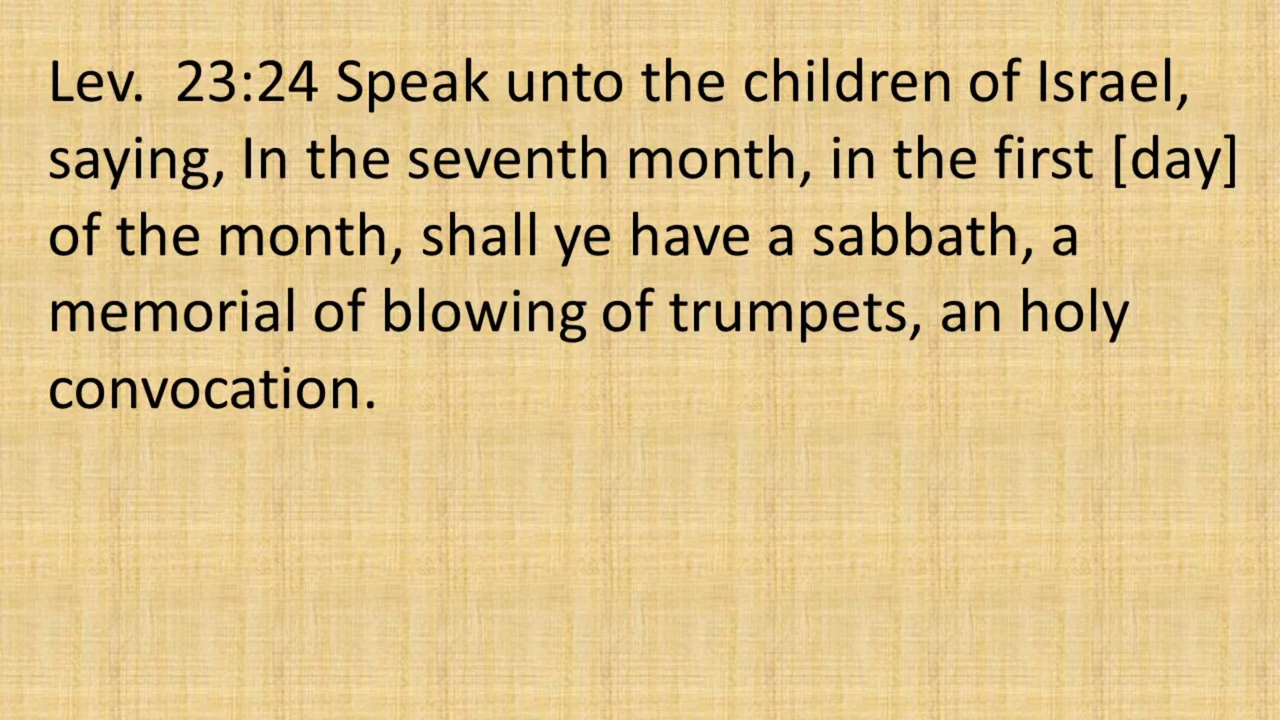 Lev.  23:24 Speak unto the children of Israel,
saying, In the seventh month, in the first [day]
of the month, shall ye have a sabbath, a
memorial of blowing of trumpets, an holy
convocation.